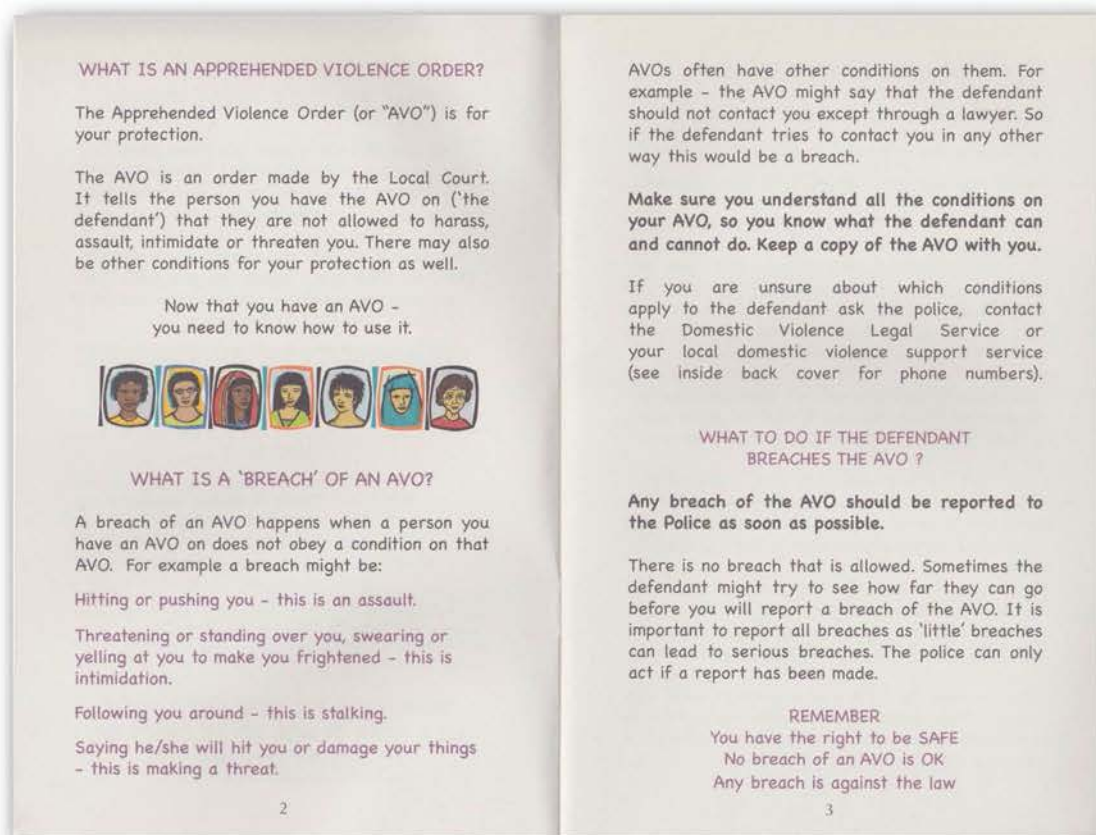 WHAT IS AN APPREHENDED VIOLENCE ORDER?
The Apprehended Violence Order (or "AVO") is for
your protection.
The AVO is an order made by the Local Court.
It tells the person you have the AVO on ('the
defendant') that they are not allowed to harass,
assault, intimidate or threaten you. There may also
be other conditions for your protection as well.
Now that you have an AVO -
you need to know how to use it.
WHAT IS A 'BREACH' OF AN AVO?
A breach of an AVO happens when a person you
have an AVO on does not obey a condition on that
AVO. For example a breach might be:
Hitting or pushing you - this is an assault.
Threatening or standing over you, swearing or
yelling at you to make you frightened - this is
intimidation.
Following you around - this is stalking.
Saying he/she will hit you or damage your things
- this is making a threat.
2
AVOs often have other conditions on them. For
example - the AVO might say that the defendant
should not contact you except through a lawyer. So
if the defendant tries to contact you in any other
way this would be a breach.
Make sure you understand all the conditions on
your AVO, so you know what the defendant can
and cannot do. Keep a copy of the AVO with you.
If you are unsure about which conditions
apply to the defendant ask the police, contact
the Domestic Violence Legal Service or
your local domestic violence support service
(see inside back cover for phone numbers).
WHAT TO DO IF THE DEFENDANT
BREACHES THE AVO ?
Any breach of the AVO should be reported to
the Police as soon as possible.
There is no breach that is allowed. Sometimes the
defendant might try to see how far they can go
before you will report a breach of the AVO. It is
important to report all breaches as 'little' breaches
can lead to serious breaches. The police can only
act if a report has been made.
REMEMBER
You have the right to be SAFE
No breach of an AVO is OK
Any breach is against the law
3